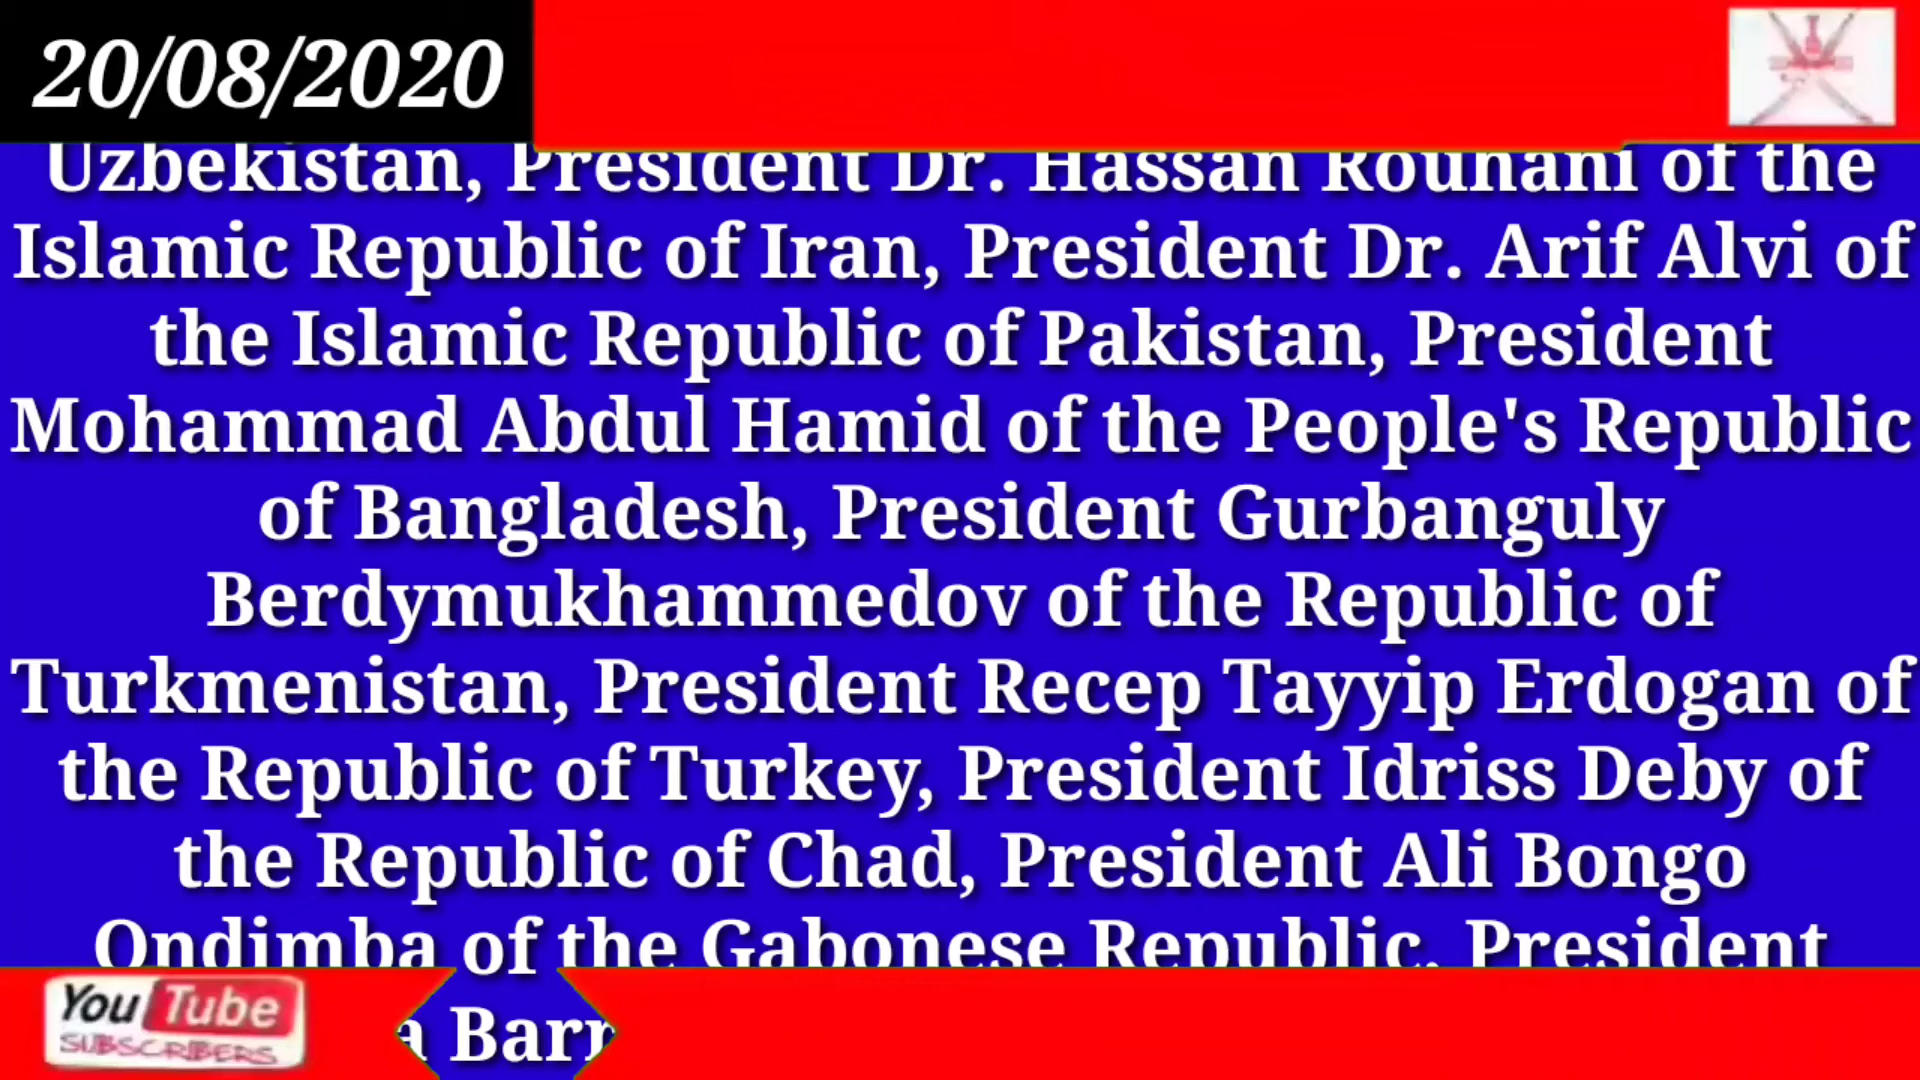 20/08/2020
Uzbekistan, President Dr. Hassan Rouhani of the
Islamic Republic of Iran, President Dr. Arif Alvi of
the Islamic Republic of Pakistan, President
Mohammad Abdul Hamid of the People's Republic
of Bangladesh, President Gurbanguly
Berdymukhammedov of the Republic of
Turkmenistan, President Recep Tayyip Erdogan of
the Republic of Turkey, President Idriss Deby of
the Republic of Chad, President Ali Bongo
Ondimba of the Gabonese Republic, President
YouTube
SUBSCRIBERS